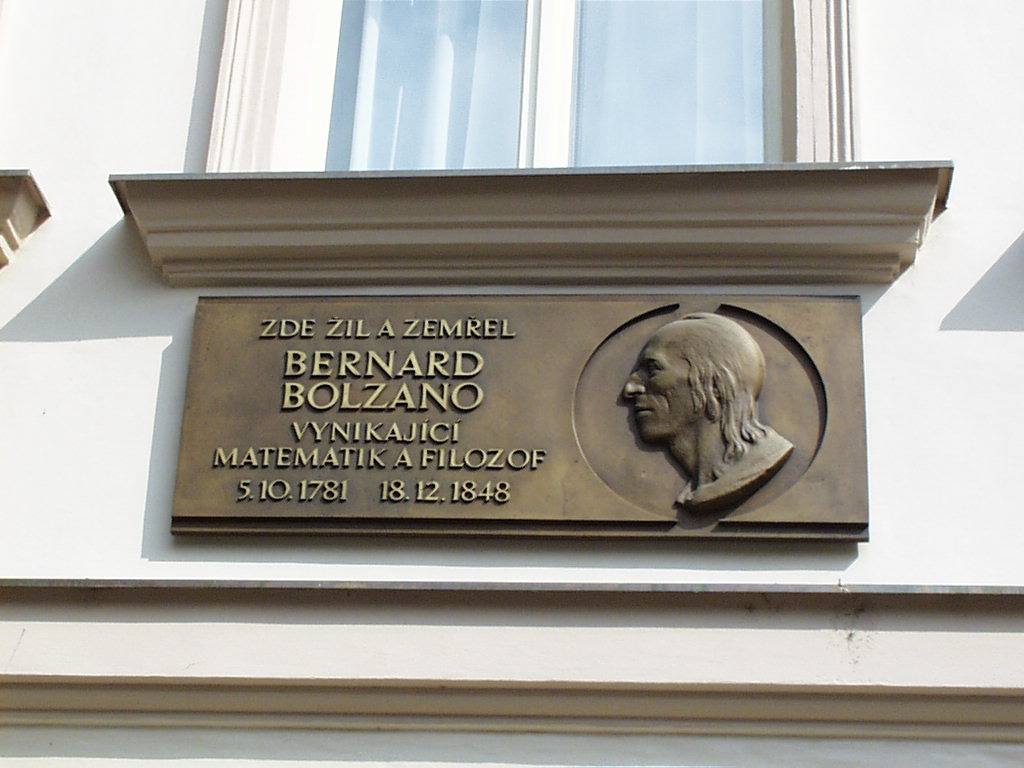 ZDE ŽIL A ZEMŘEL
BERNARD
BOLZANO
VYNIKAJÍCÍ
MATEMATIK A FILOZOF
5.10.1781 18.12.1848